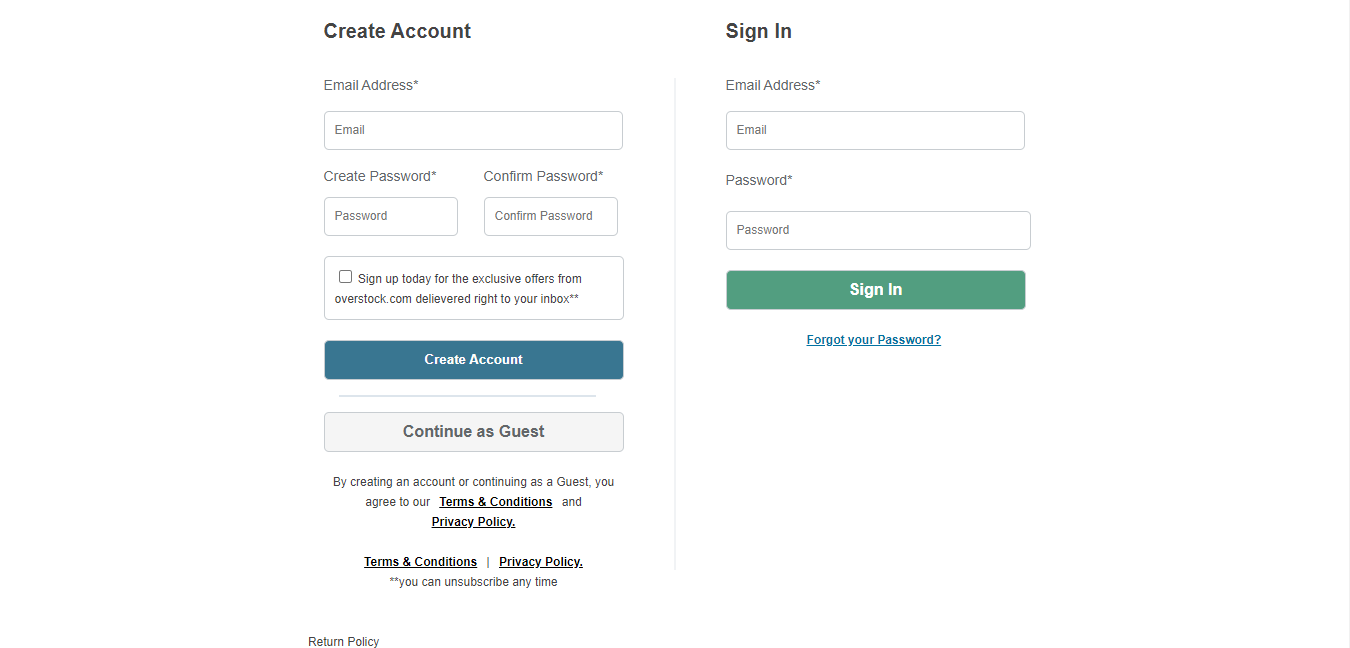 Create Account
Email Address*
Email
Create Password* Confirm Password*
Password Confirm Password
Sign up today for the exclusive offers from
overstock.com delievered right to your inbox**
Create Account
Continue as Guest
By creating an account or continuing as a Guest, you
agree to our Terms & Conditions and
Privacy Policy.
Terms & Conditions | Privacy Policy.
**you can unsubscribe any time
Return Policy
Sign In
Email Address*
Email
Password*
Password
Sign In
Forgot your Password?